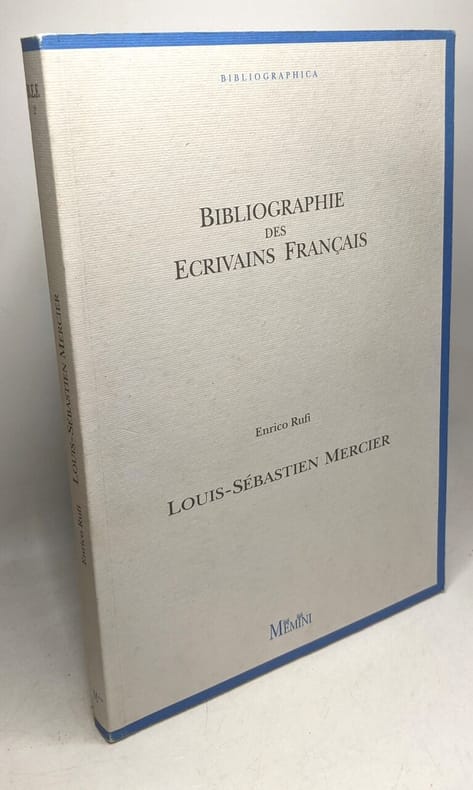 BIBLIOGRAPHICA
BIBLIOGRAPHIE
DES
ECRIVAINS FRANÇAIS
Enrico Rufi
LOUIS-SÉBASTIEN MERCIER
MEMINI
Enrico Rufi LOUIS-SÉBASTIEN MERCIER